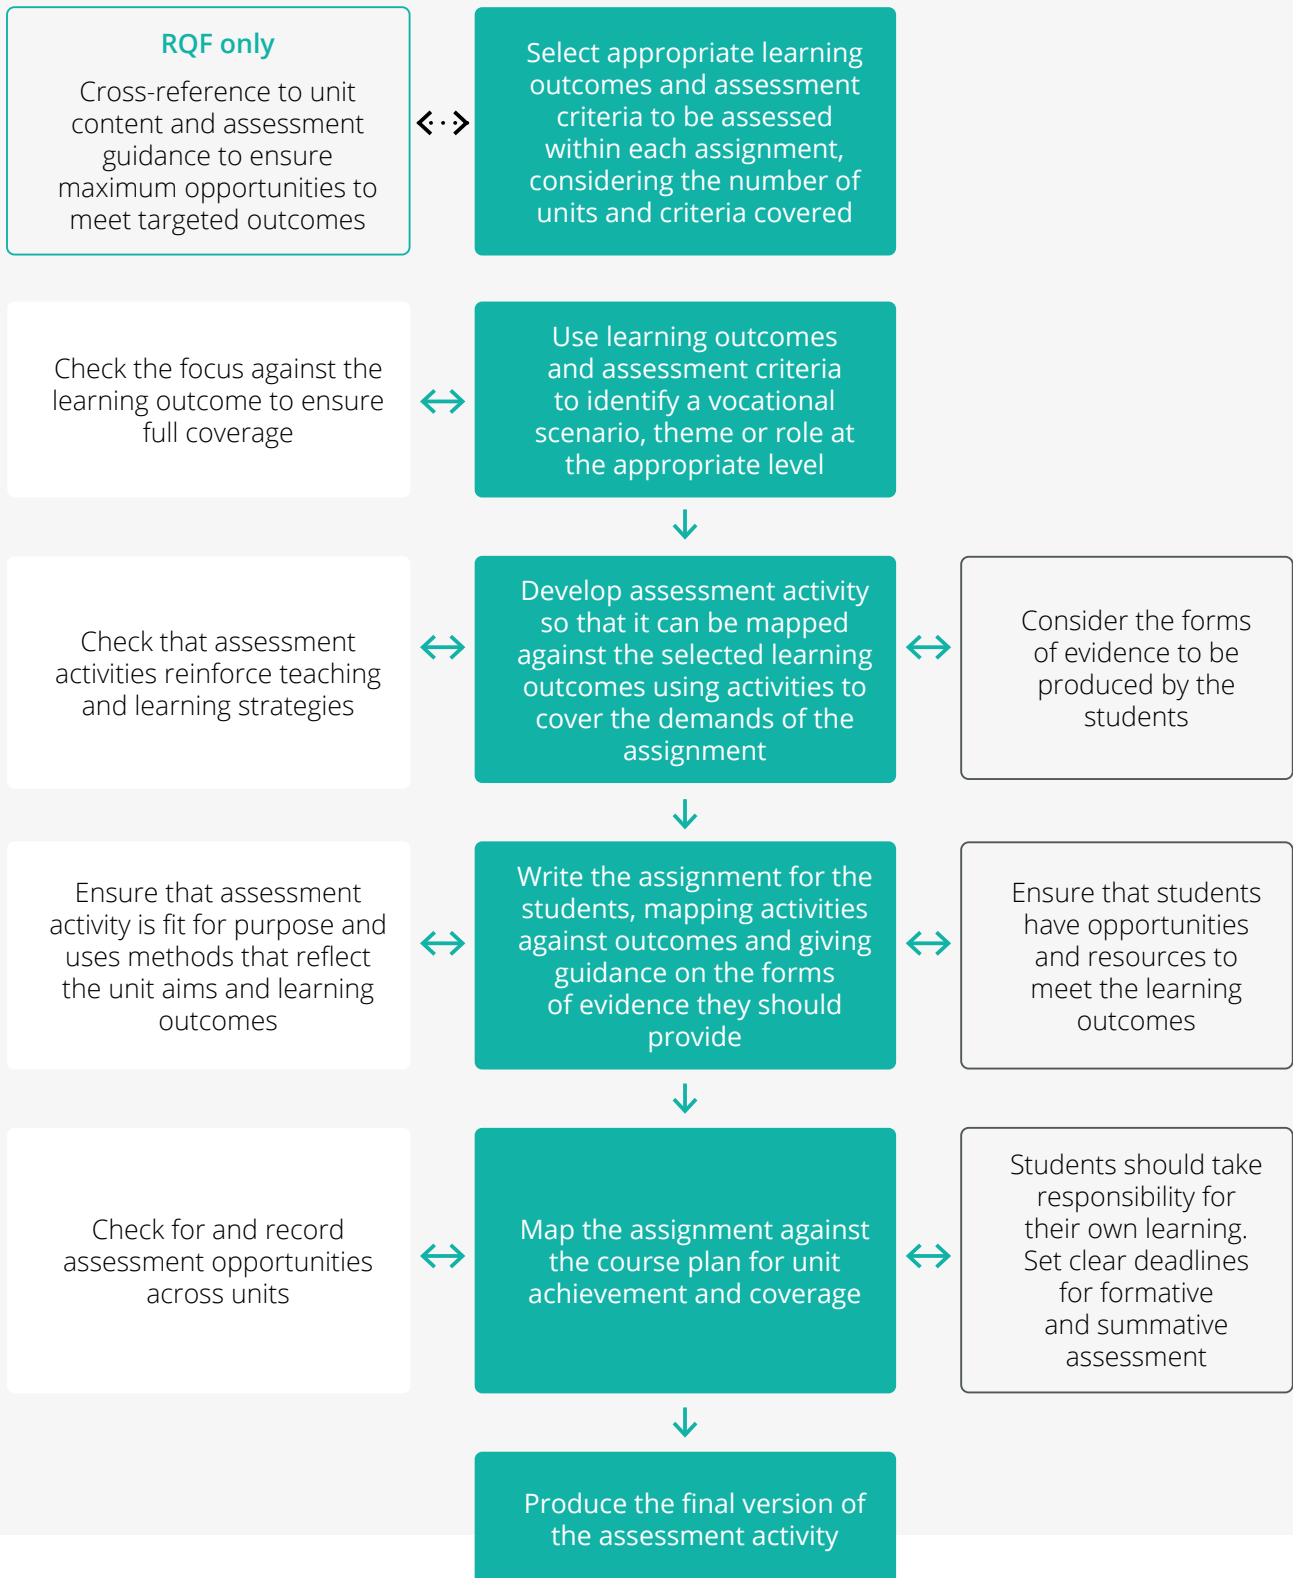 RQF only
Cross-reference to unit
content and assessment
guidance to ensure
maximum opportunities to
meet targeted outcomes
Select appropriate learning
outcomes and assessment
criteria to be assessed
within each assignment,
considering the number of
units and criteria covered
Check the focus against the
learning outcome to ensure
full coverage
Use learning outcomes
and assessment criteria
to identify a vocational
scenario, theme or role at
the appropriate level
Check that assessment
activities reinforce teaching
and learning strategies
Develop assessment activity
so that it can be mapped
against the selected learning
outcomes using activities to
cover the demands of the
assignment
Consider the forms
of evidence to be
produced by the
students
Ensure that assessment
activity is fit for purpose and
uses methods that reflect
the unit aims and learning
outcomes
Write the assignment for the
students, mapping activities
against outcomes and giving
guidance on the forms
of evidence they should
provide
Ensure that students
have opportunities
and resources to
meet the learning
outcomes
Check for and record
assessment opportunities
across units
Map the assignment against
the course plan for unit
achievement and coverage
Students should take
responsibility for
their own learning.
Set clear deadlines
for formative
and summative
assessment
Produce the final version of
the assessment activity